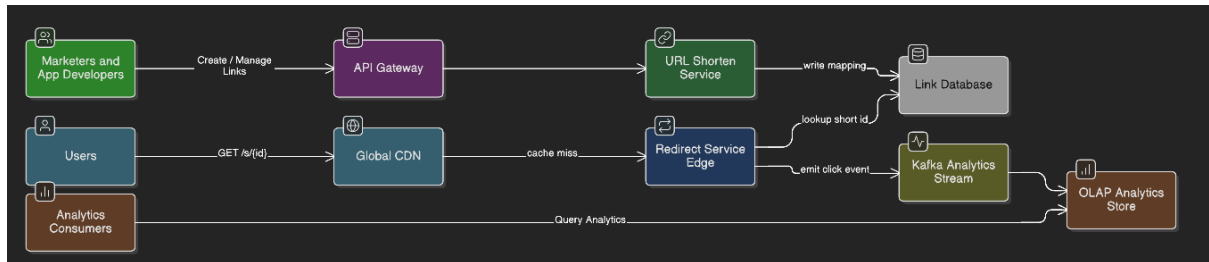 Marketers and
App Developers
Create / Manage
Links
API Gateway
URL Shorten
Service
write mapping
Link Database
lookup short id
Users
GET /s/{id}
Global CDN
cache miss
Redirect Service
Edge
emit click event
Kafka Analytics
Stream
OLAP Analytics
Store
Analytics
Consumers
Query Analytics